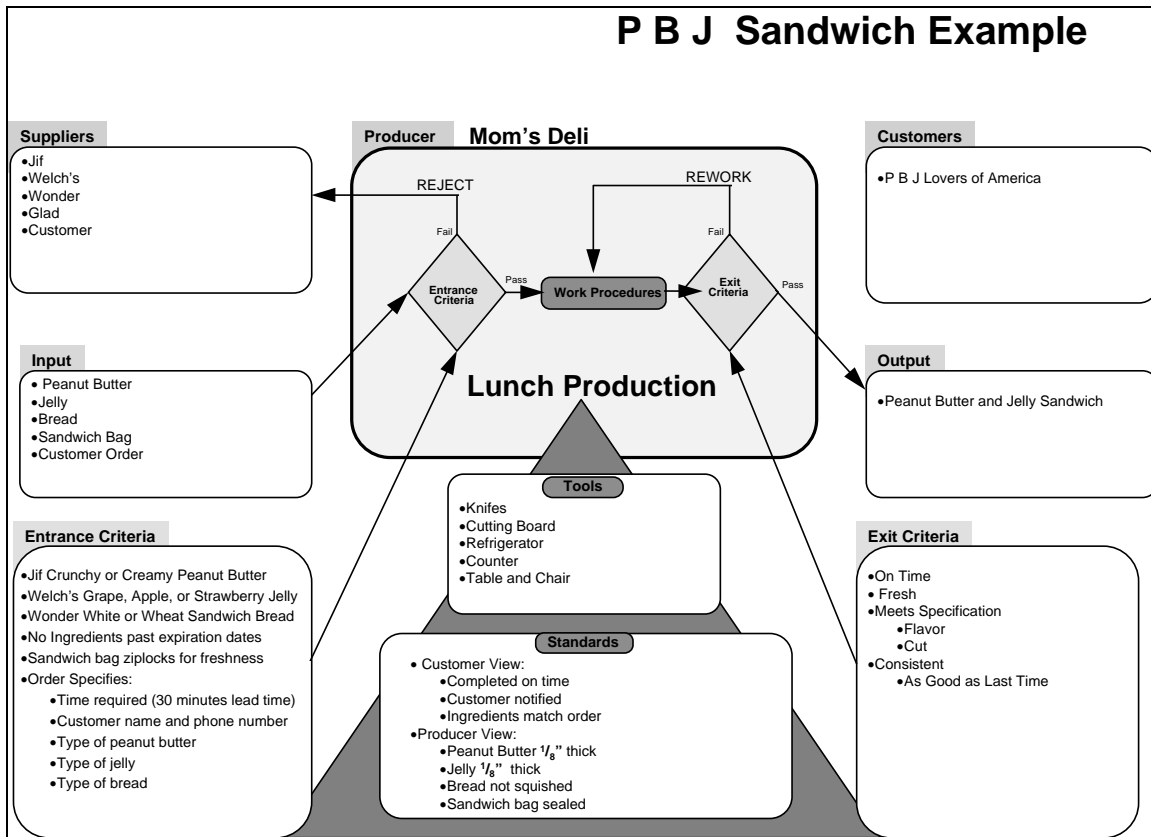 P B J Sandwich Example
Suppliers
•Jif
•Welch's
•Wonder
•Glad
•Customer
Producer
Mom's Deli
REJECT
REWORK
Fail
Fail
Entrance
Criteria
Pass
Work Procedures
Exit
Criteria
Pass
Lunch Production
Customers
•P B J Lovers of America
Input
• Peanut Butter
•Jelly
•Bread
•Sandwich Bag
•Customer Order
Output
•Peanut Butter and Jelly Sandwich
Tools
•Knifes
•Cutting Board
•Refrigerator
•Counter
•Table and Chair
Entrance Criteria
•Jif Crunchy or Creamy Peanut Butter
•Welch's Grape, Apple, or Strawberry Jelly
•Wonder White or Wheat Sandwich Bread
•No Ingredients past expiration dates
•Sandwich bag ziplocks for freshness
•Order Specifies:
•Time required (30 minutes lead time)
•Customer name and phone number
•Type of peanut butter
•Type of jelly
•Type of bread
Standards
• Customer View:
•Completed on time
•Customer notified
•Ingredients match order
•Producer View:
•Peanut Butter 1/8” thick
•Jelly 1/8” thick
•Bread not squished
•Sandwich bag sealed
Exit Criteria
•On Time
• Fresh
•Meets Specification
•Flavor
•Cut
•Consistent
•As Good as Last Time